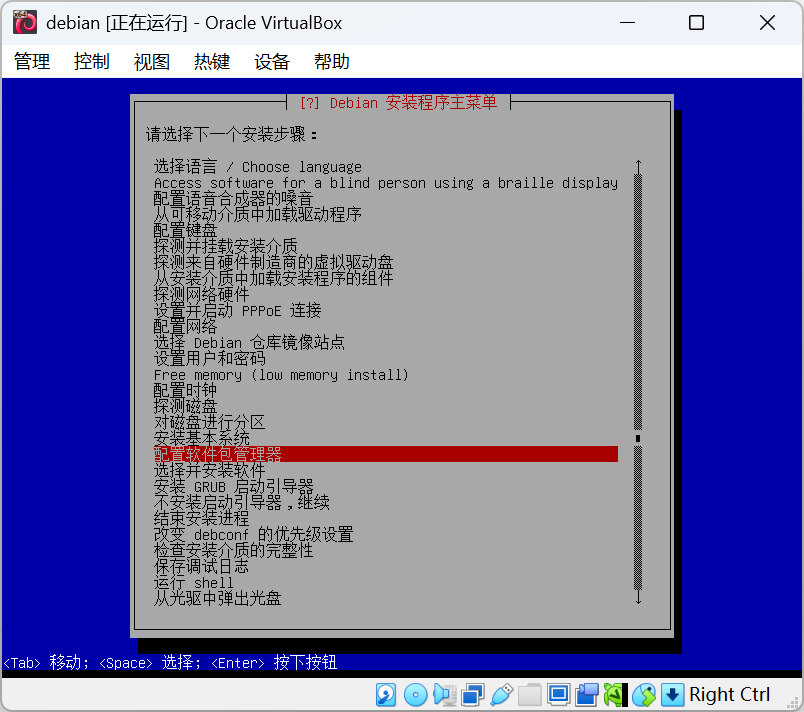 debian [正在运行] - Oracle VirtualBox
管理 控制 视图 热键 设备 帮助
[?] Debian 安装程序主菜单
请选择下一个安装步骤：
选择语言 / Choose language
Access software for a blind person using a braille display
配置语音合成器的嗓音
从可移动介质中加载驱动程序
配置键盘
探测并挂载安装介质
探测来自硬件制造商的虚拟驱动盘
从安装介质中加载安装程序的组件
探测网络硬件
设置并启动 PPPoE 连接
配置网络
选择 Debian 仓库镜像站点
设置用户和密码
Free memory (low memory install)
配置时钟
探测磁盘
对磁盘进行分区
安装基本系统
配置软件包管理器
选择并安装软件
安装 GRUB 启动引导器
不安装启动引导器，继续
结束安装进程
改变 debconf 的优先级设置
检查安装介质的完整性
保存调试日志
运行 shell
从光驱中弹出光盘
<Tab> 移动; <Space> 选择; <Enter> 按下按钮
Right Ctrl